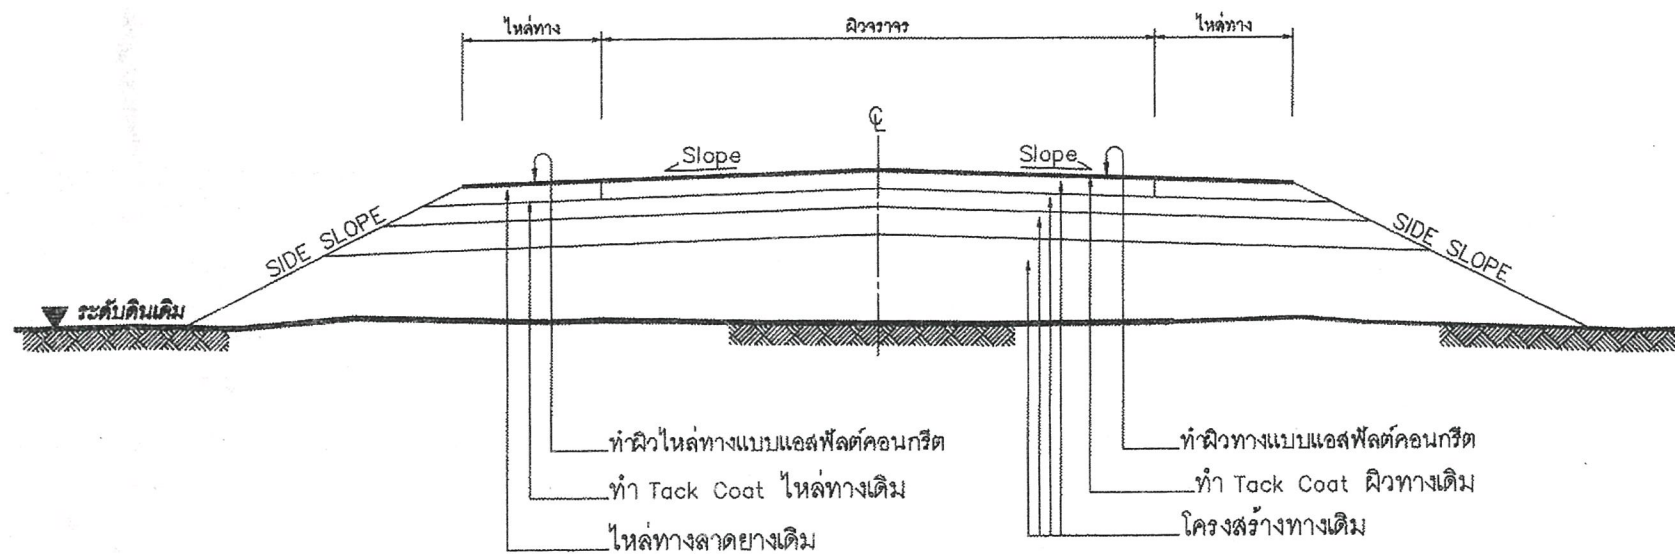 ไหล่ทาง ผิวจราจร ไหล่ทาง
℄
Slope Slope
SIDE SLOPE SIDE SLOPE
ระดับดินเดิม
ทำผิวไหล่ทางแบบแอสฟัลต์คอนกรีต ทำผิวทางแบบแอสฟัลต์คอนกรีต
ทำ Tack Coat ไหล่ทางเดิม ทำ Tack Coat ผิวทางเดิม
ไหล่ทางลาดยางเดิม โครงสร้างทางเดิม